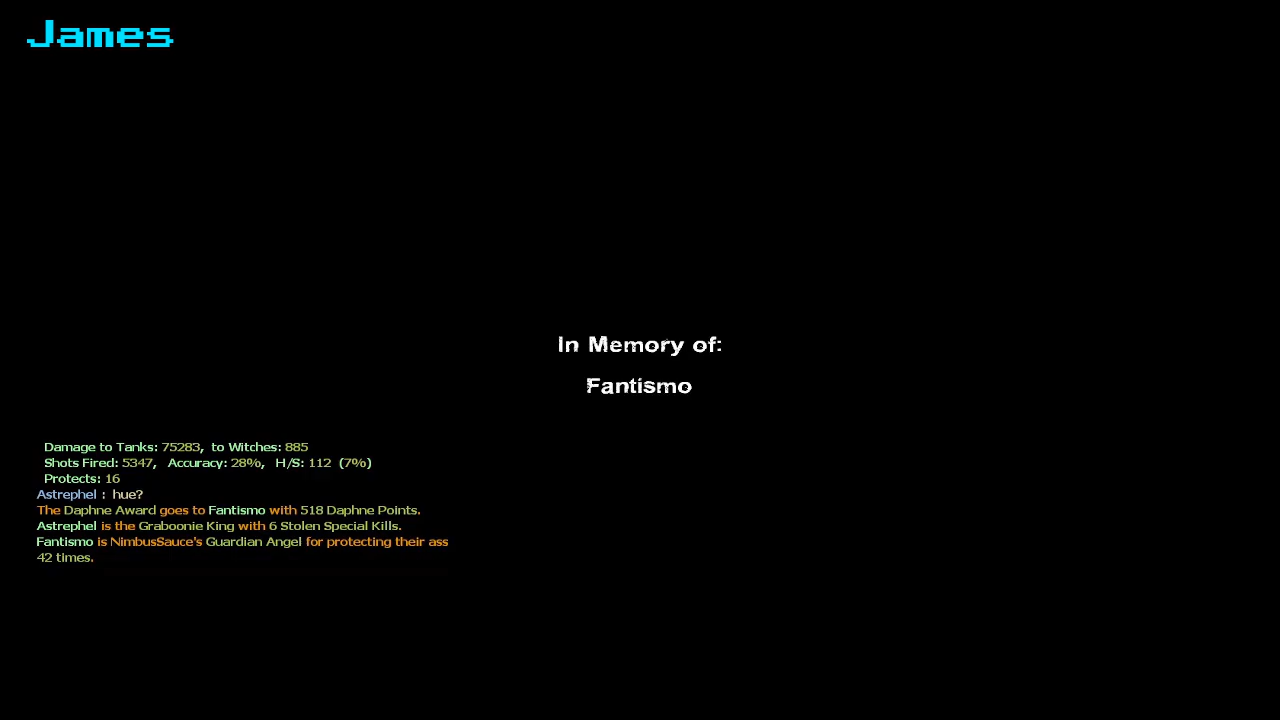 James
In Memory of:
Fantismo
Damage to Tanks: 75283, to Witches: 885
Shots Fired: 5347, Accuracy: 28%, H/S: 112 (7%)
Protects: 16
Astrephel : hue?
The Daphne Award goes to Fantismo with 518 Daphne Points.
Astrephel is the Graboonie King with 6 Stolen Special Kills.
Fantismo is NimbusSauce's Guardian Angel for protecting their ass
42 times.